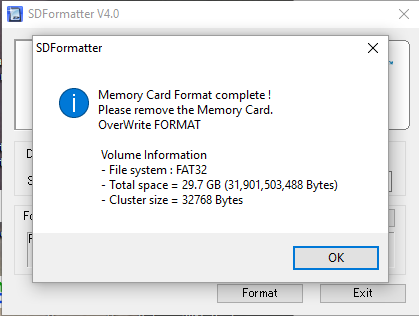 SDFormatter V4.0
SDFormatter
Memory Card Format complete !
Please remove the Memory Card.
OverWrite FORMAT
Volume Information
- File system : FAT32
- Total space = 29.7 GB (31,901,503,488 Bytes)
- Cluster size = 32768 Bytes
OK
Format
Exit